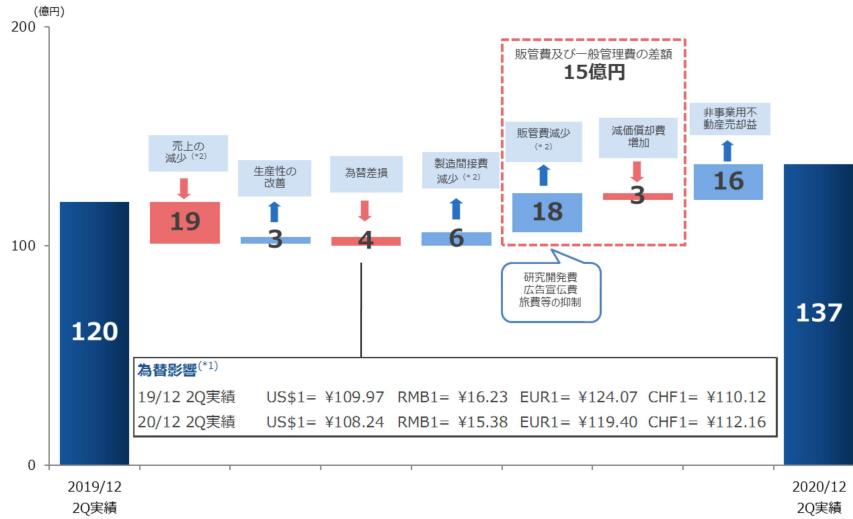 (億円)
200
100
0
販管費及び一般管理費の差額
15億円
売上の
減少 (*2)
生産性の
改善
為替差損
製造間接費
減少 (*2)
販管費減少
(*2)
減価償却費
増加
非事業用不
動産売却益
120
19
3
4
6
18
3
16
137
研究開発費
広告宣伝費
旅費等の抑制
為替影響(*1)
19/12 2Q実績 US$1= ¥109.97 RMB1= ¥16.23 EUR1= ¥124.07 CHF1= ¥110.12
20/12 2Q実績 US$1= ¥108.24 RMB1= ¥15.38 EUR1= ¥119.40 CHF1= ¥112.16
2019/12
2Q実績
2020/12
2Q実績